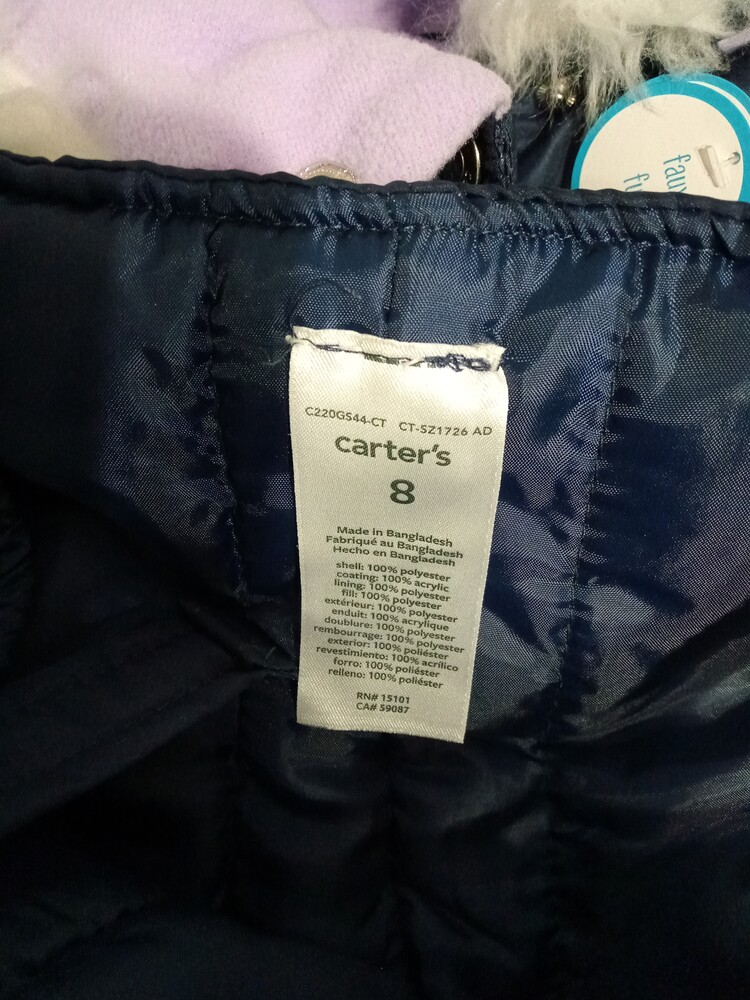 C220GS44-CT CT-SZ1726 AD
carter's
8
Made in Bangladesh
Fabriqué au Bangladesh
Hecho en Bangladesh
shell: 100% polyester
coating: 100% acrylic
lining: 100% polyester
fill: 100% polyester
extérieur: 100% polyester
enduit: 100% acrylique
doublure: 100% polyester
rembourrage: 100% polyester
exterior: 100% poliéster
revestimiento: 100% acrílico
forro: 100% poliéster
relleno: 100% poliéster
RN# 15101
CA# 59087